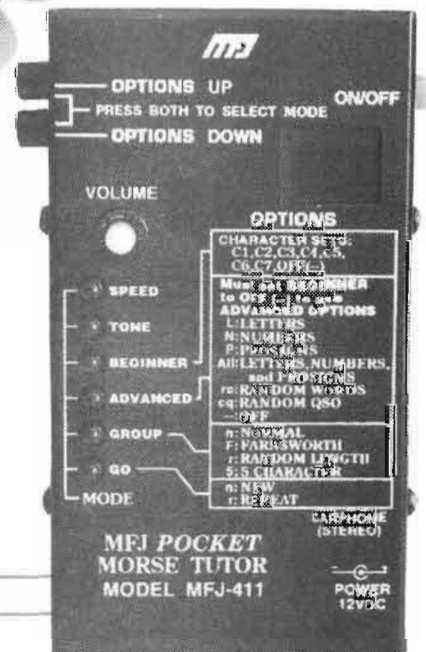 MFJ
OPTIONS UP
ON/OFF
PRESS BOTH TO SELECT MODE
OPTIONS DOWN
VOLUME
OPTIONS
CHARACTER SETS:
C1,C2,C3,C4,C5,
C6,C7,OFF(--)
Must set BEGINNER
to OFF (--) to use
ADVANCED OPTIONS
L:LETTERS
N:NUMBERS
P:PROSIGNS
All:LETTERS, NUMBERS,
and PROSIGNS
ro:RANDOM WORDS
cq:RANDOM QSO
--:OFF
n:NORMAL
F:FARNSWORTH
r:RANDOM LENGTH
5:5 CHARACTER
n:NEW
r:REPEAT
SPEED
TONE
BEGINNER
ADVANCED
GROUP
GO
MODE
EARPHONE
(STEREO)
MFJ POCKET
MORSE TUTOR
MODEL MFJ-411
POWER
12VDC